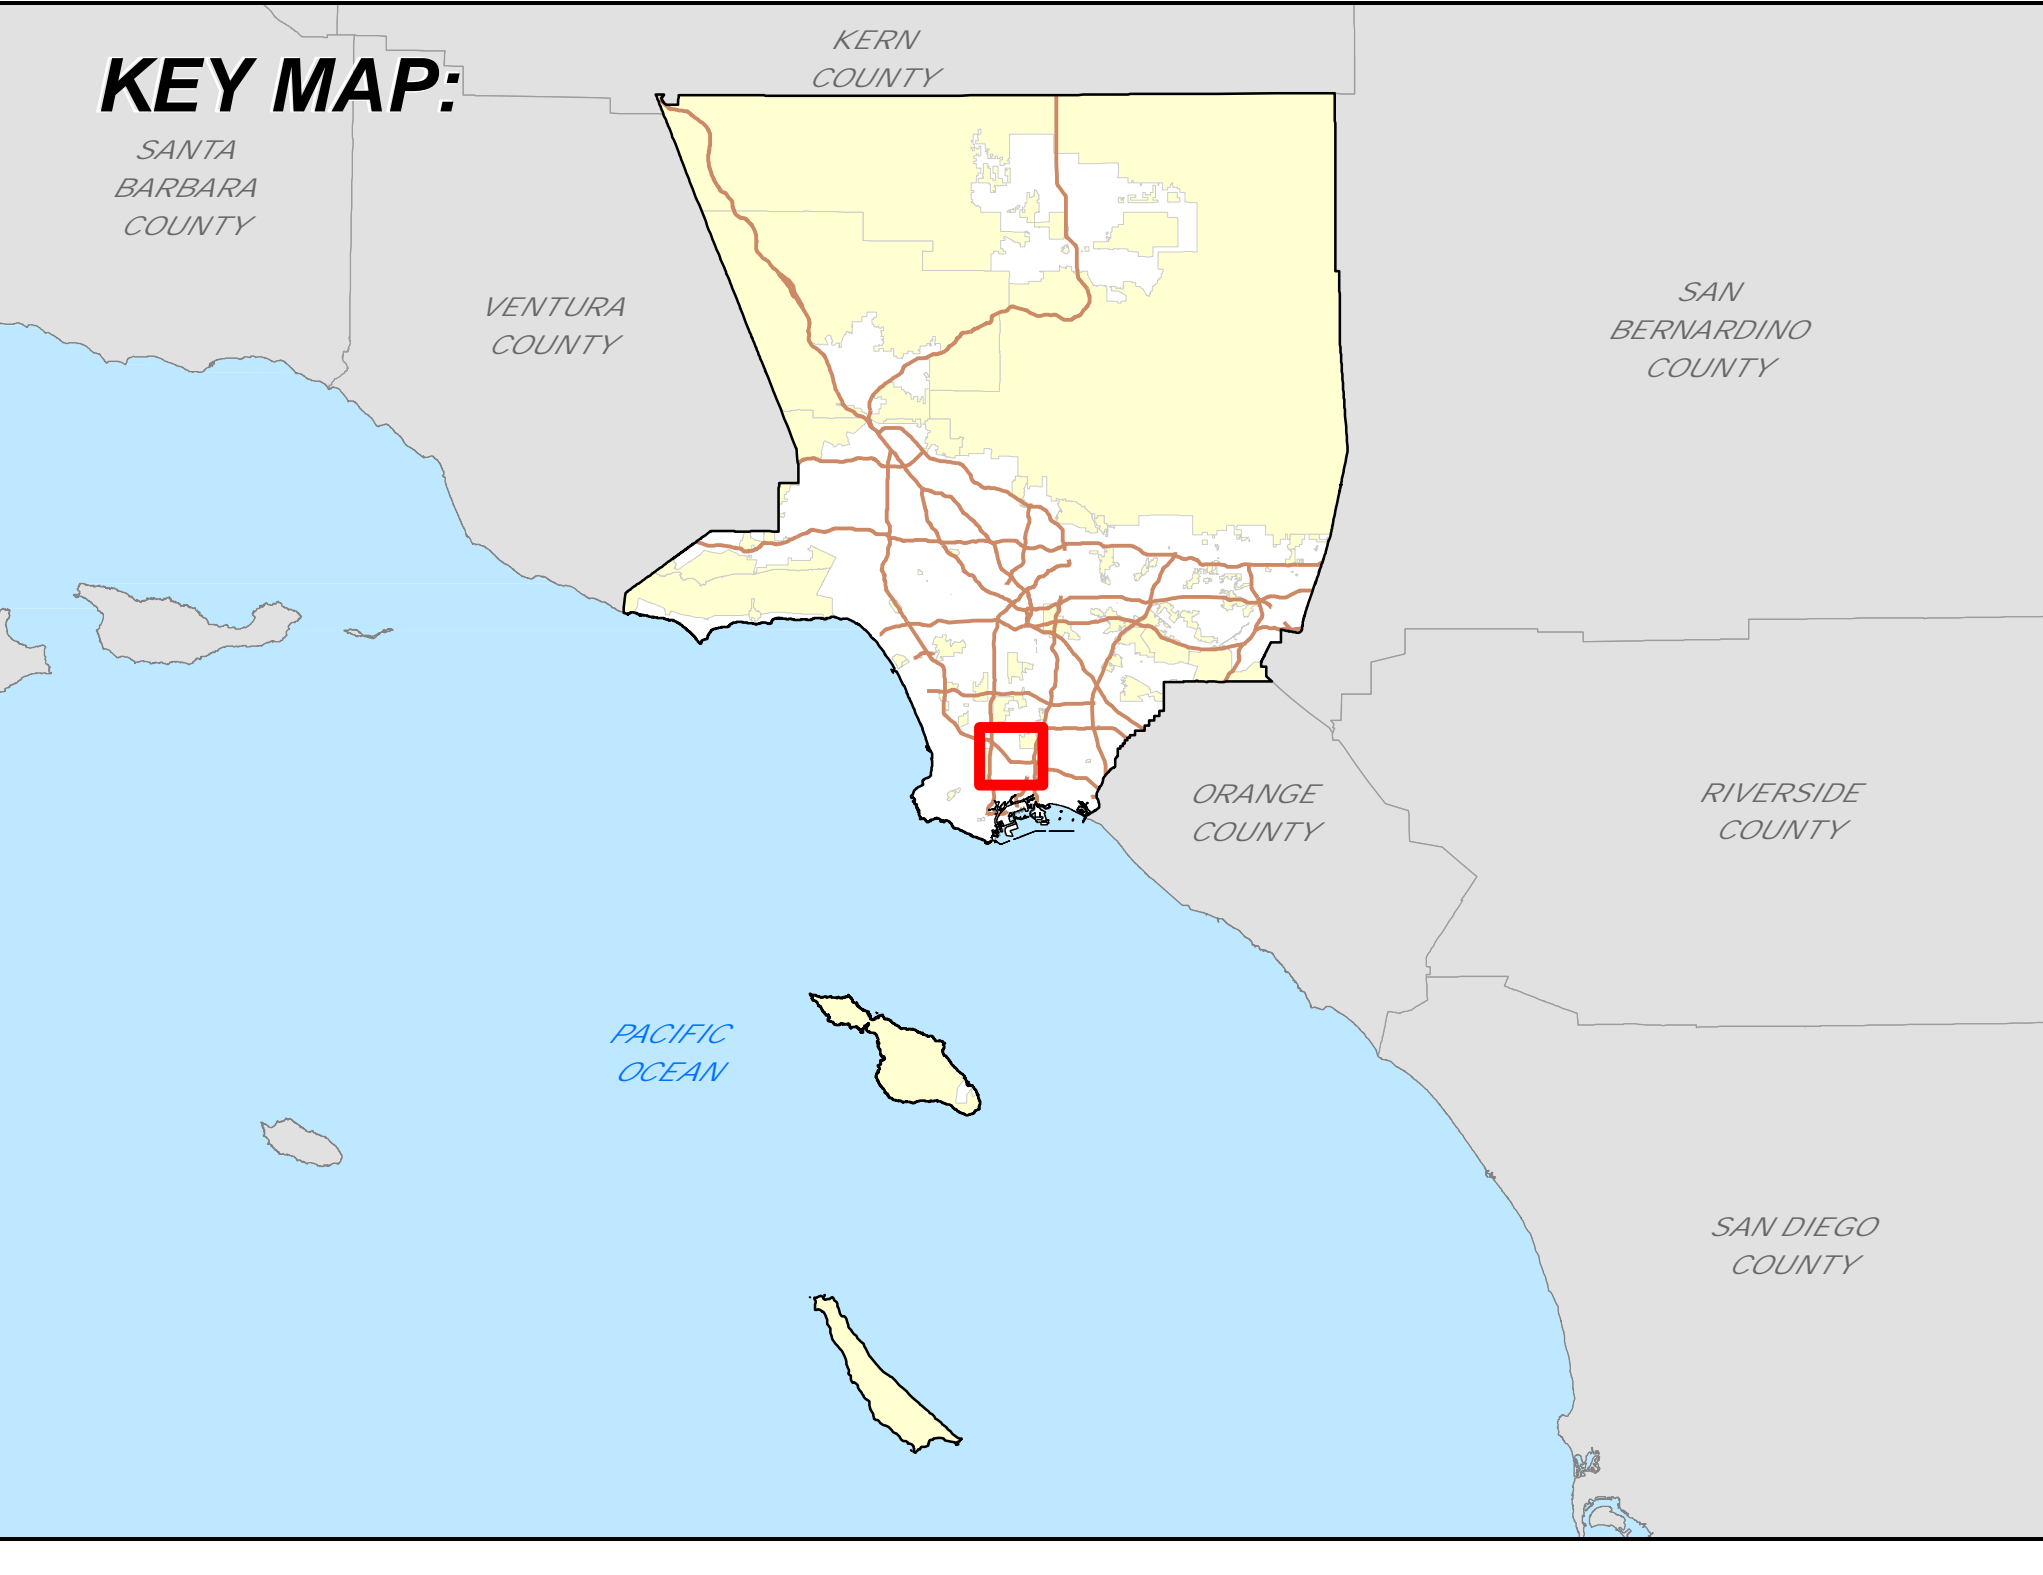 KERN
COUNTY
KEY MAP:
SANTA
BARBARA
COUNTY
VENTURA
COUNTY
SAN
BERNARDINO
COUNTY
ORANGE
COUNTY
RIVERSIDE
COUNTY
PACIFIC
OCEAN
SAN DIEGO
COUNTY